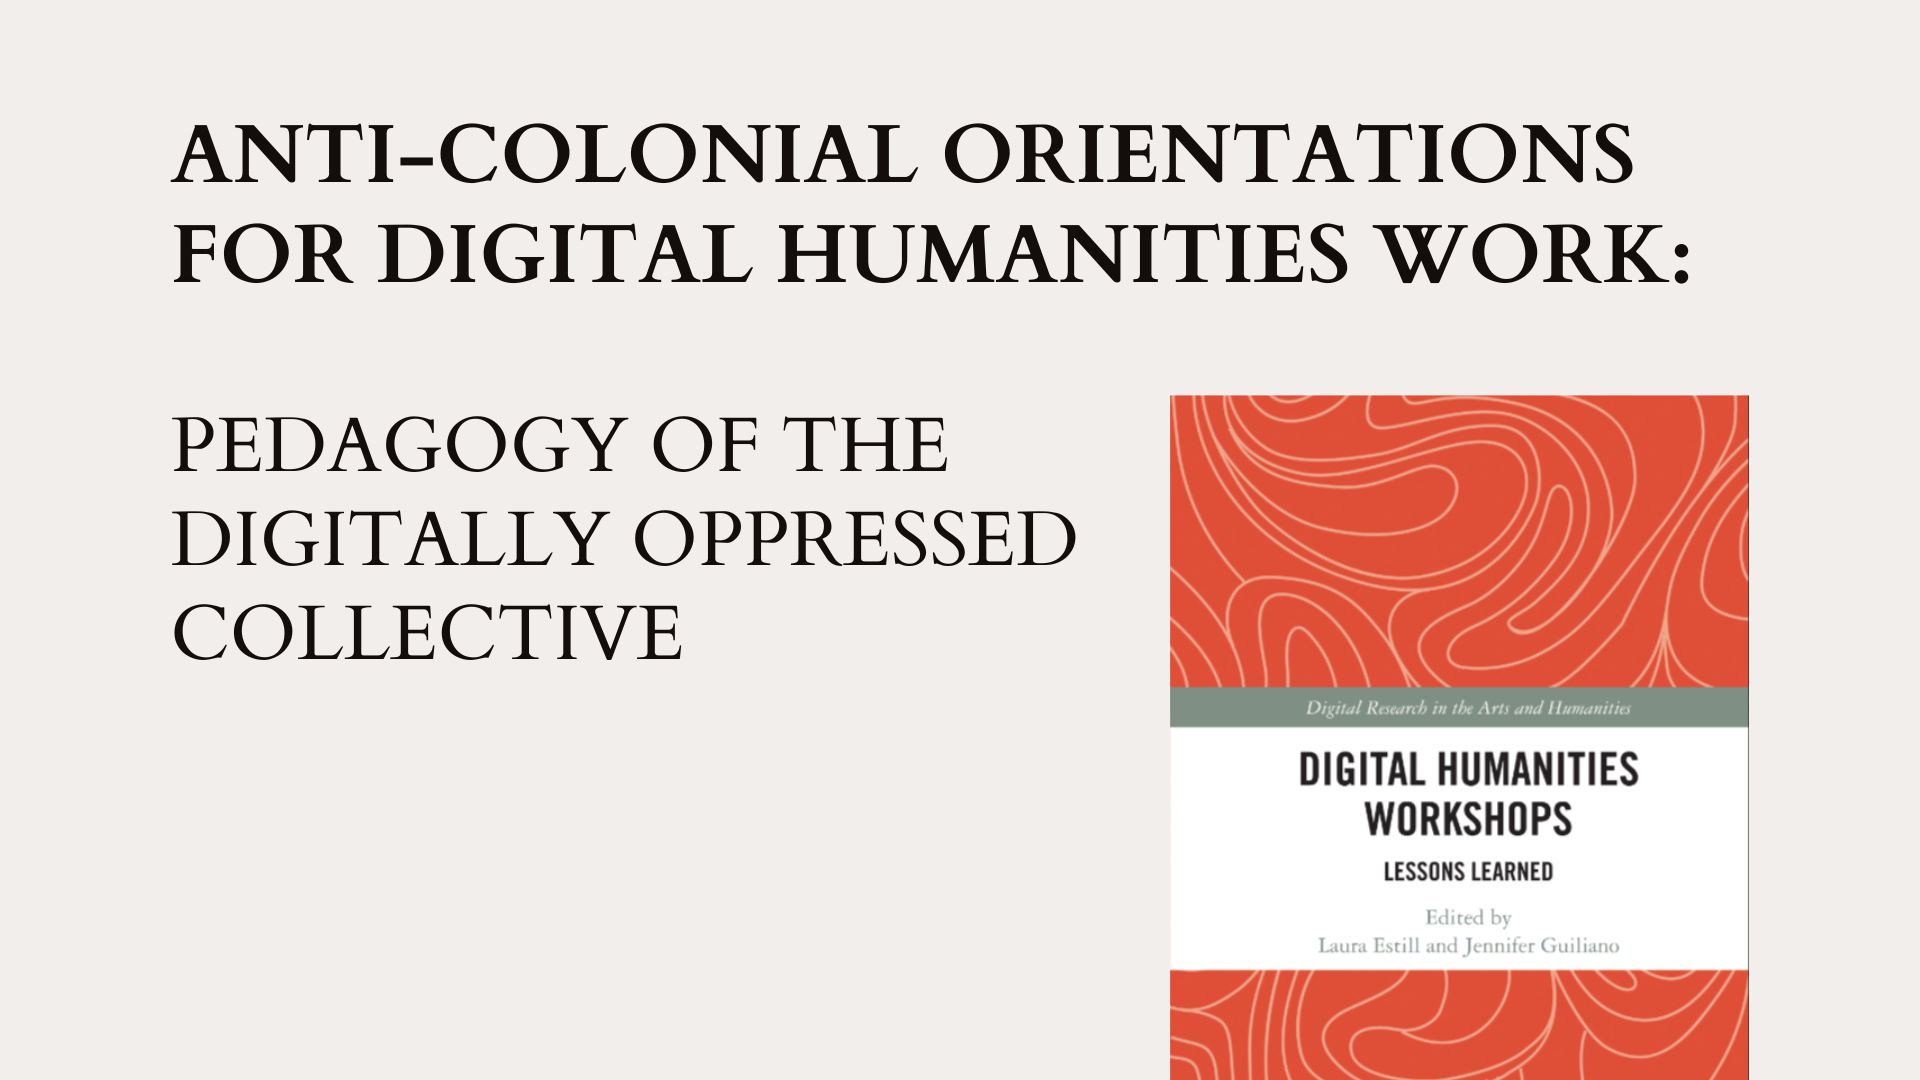 ANTI-COLONIAL ORIENTATIONS
FOR DIGITAL HUMANITIES WORK:
PEDAGOGY OF THE
DIGITALLY OPPRESSED
COLLECTIVE
Digital Research in the Arts and Humanities
DIGITAL HUMANITIES
WORKSHOPS
LESSONS LEARNED
Edited by
Laura Estill and Jennifer Guiliano